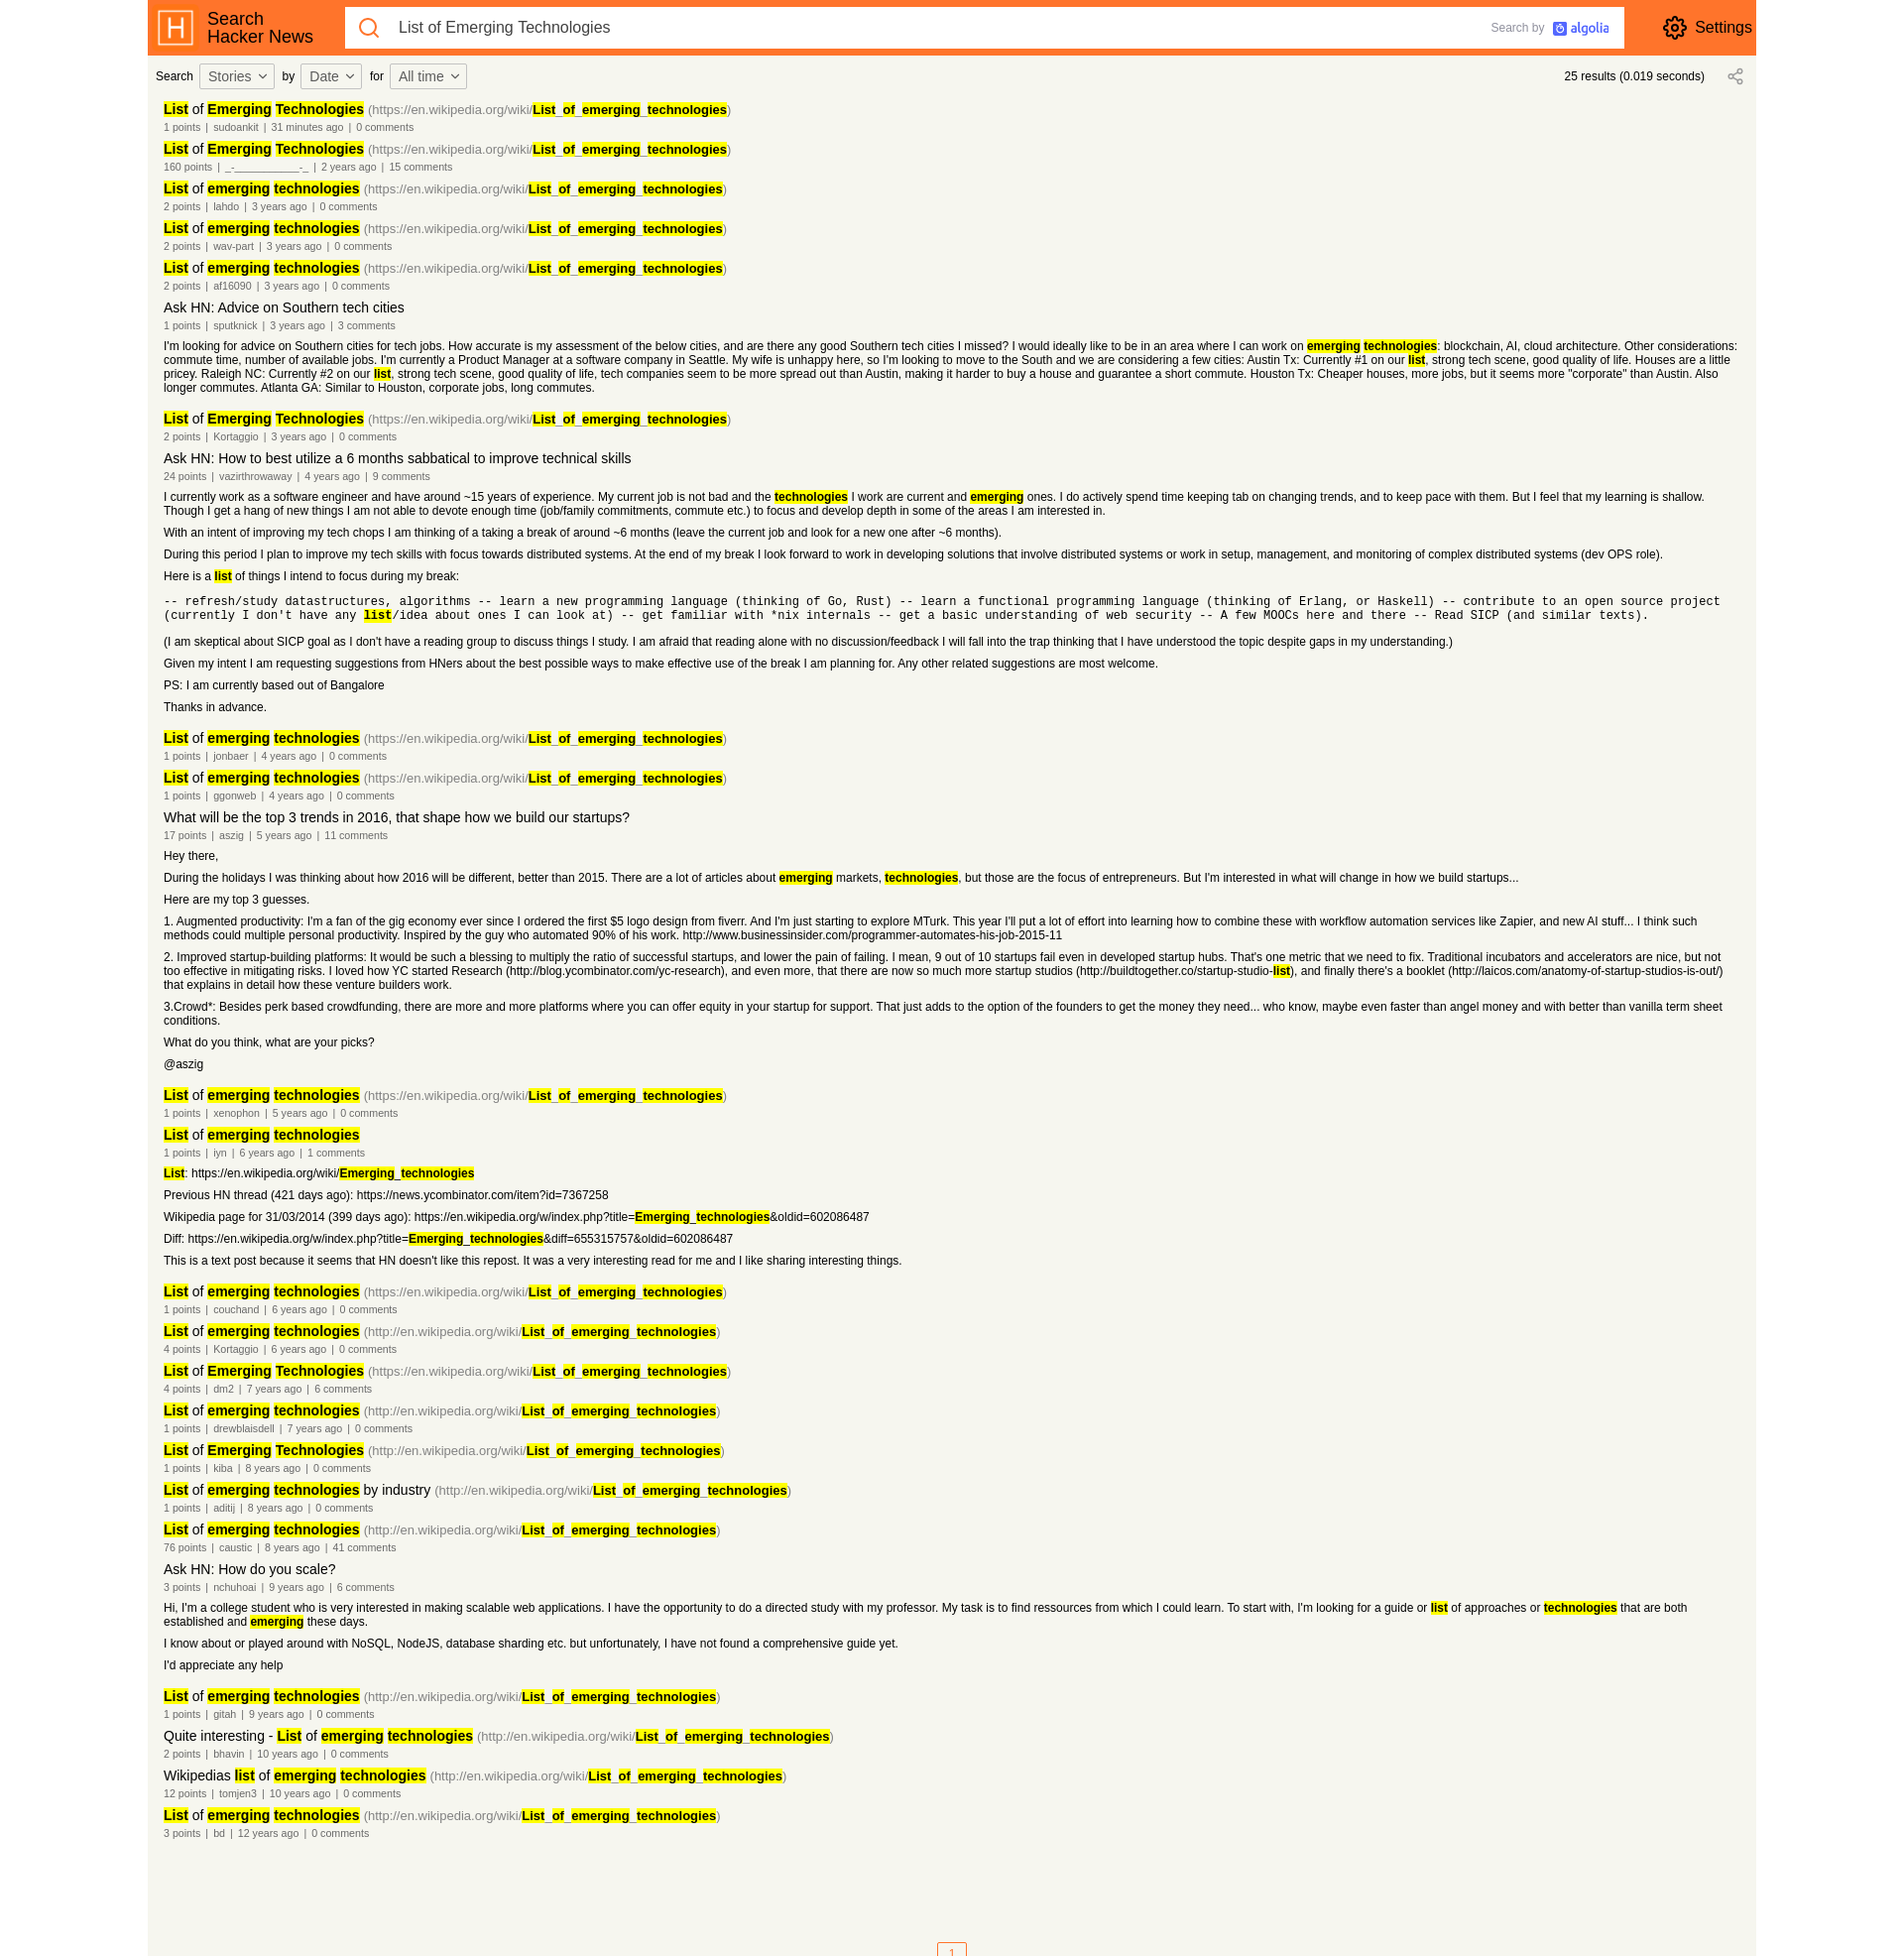 Search
Hacker News
List of Emerging Technologies
Search by algolia
Settings
Search Stories by Date for All time
25 results (0.019 seconds)
List of Emerging Technologies (https://en.wikipedia.org/wiki/List_of_emerging_technologies)
1 points | sudoankit | 31 minutes ago | 0 comments
List of Emerging Technologies (https://en.wikipedia.org/wiki/List_of_emerging_technologies)
160 points | _-___________-_ | 2 years ago | 15 comments
List of emerging technologies (https://en.wikipedia.org/wiki/List_of_emerging_technologies)
2 points | lahdo | 3 years ago | 0 comments
List of emerging technologies (https://en.wikipedia.org/wiki/List_of_emerging_technologies)
2 points | wav-part | 3 years ago | 0 comments
List of emerging technologies (https://en.wikipedia.org/wiki/List_of_emerging_technologies)
2 points | af16090 | 3 years ago | 0 comments
Ask HN: Advice on Southern tech cities
1 points | sputknick | 3 years ago | 3 comments
I'm looking for advice on Southern cities for tech jobs. How accurate is my assessment of the below cities, and are there any good Southern tech cities I missed? I would ideally like to be in an area where I can work on emerging technologies: blockchain, AI, cloud architecture. Other considerations:
commute time, number of available jobs. I'm currently a Product Manager at a software company in Seattle. My wife is unhappy here, so I'm looking to move to the South and we are considering a few cities: Austin Tx: Currently #1 on our list, strong tech scene, good quality of life. Houses are a little
pricey. Raleigh NC: Currently #2 on our list, strong tech scene, good quality of life, tech companies seem to be more spread out than Austin, making it harder to buy a house and guarantee a short commute. Houston Tx: Cheaper houses, more jobs, but it seems more "corporate" than Austin. Also
longer commutes. Atlanta GA: Similar to Houston, corporate jobs, long commutes.
List of Emerging Technologies (https://en.wikipedia.org/wiki/List_of_emerging_technologies)
2 points | Kortaggio | 3 years ago | 0 comments
Ask HN: How to best utilize a 6 months sabbatical to improve technical skills
24 points | vazirthrowaway | 4 years ago | 9 comments
I currently work as a software engineer and have around ~15 years of experience. My current job is not bad and the technologies I work are current and emerging ones. I do actively spend time keeping tab on changing trends, and to keep pace with them. But I feel that my learning is shallow.
Though I get a hang of new things I am not able to devote enough time (job/family commitments, commute etc.) to focus and develop depth in some of the areas I am interested in.
With an intent of improving my tech chops I am thinking of a taking a break of around ~6 months (leave the current job and look for a new one after ~6 months).
During this period I plan to improve my tech skills with focus towards distributed systems. At the end of my break I look forward to work in developing solutions that involve distributed systems or work in setup, management, and monitoring of complex distributed systems (dev OPS role).
Here is a list of things I intend to focus during my break:
-- refresh/study datastructures, algorithms -- learn a new programming language (thinking of Go, Rust) -- learn a functional programming language (thinking of Erlang, or Haskell) -- contribute to an open source project
(currently I don't have any list/idea about ones I can look at) -- get familiar with *nix internals -- get a basic understanding of web security -- A few MOOCs here and there -- Read SICP (and similar texts).
(I am skeptical about SICP goal as I don't have a reading group to discuss things I study. I am afraid that reading alone with no discussion/feedback I will fall into the trap thinking that I have understood the topic despite gaps in my understanding.)
Given my intent I am requesting suggestions from HNers about the best possible ways to make effective use of the break I am planning for. Any other related suggestions are most welcome.
PS: I am currently based out of Bangalore
Thanks in advance.
List of emerging technologies (https://en.wikipedia.org/wiki/List_of_emerging_technologies)
1 points | jonbaer | 4 years ago | 0 comments
List of emerging technologies (https://en.wikipedia.org/wiki/List_of_emerging_technologies)
1 points | ggonweb | 4 years ago | 0 comments
What will be the top 3 trends in 2016, that shape how we build our startups?
17 points | aszig | 5 years ago | 11 comments
Hey there,
During the holidays I was thinking about how 2016 will be different, better than 2015. There are a lot of articles about emerging markets, technologies, but those are the focus of entrepreneurs. But I'm interested in what will change in how we build startups...
Here are my top 3 guesses.
1. Augmented productivity: I'm a fan of the gig economy ever since I ordered the first $5 logo design from fiverr. And I'm just starting to explore MTurk. This year I'll put a lot of effort into learning how to combine these with workflow automation services like Zapier, and new AI stuff... I think such
methods could multiple personal productivity. Inspired by the guy who automated 90% of his work. http://www.businessinsider.com/programmer-automates-his-job-2015-11
2. Improved startup-building platforms: It would be such a blessing to multiply the ratio of successful startups, and lower the pain of failing. I mean, 9 out of 10 startups fail even in developed startup hubs. That's one metric that we need to fix. Traditional incubators and accelerators are nice, but not
too effective in mitigating risks. I loved how YC started Research (http://blog.ycombinator.com/yc-research), and even more, that there are now so much more startup studios (http://buildtogether.co/startup-studio-list), and finally there's a booklet (http://laicos.com/anatomy-of-startup-studios-is-out/)
that explains in detail how these venture builders work.
3.Crowd*: Besides perk based crowdfunding, there are more and more platforms where you can offer equity in your startup for support. That just adds to the option of the founders to get the money they need... who know, maybe even faster than angel money and with better than vanilla term sheet
conditions.
What do you think, what are your picks?
@aszig
List of emerging technologies (https://en.wikipedia.org/wiki/List_of_emerging_technologies)
1 points | xenophon | 5 years ago | 0 comments
List of emerging technologies
1 points | iyn | 6 years ago | 1 comments
List: https://en.wikipedia.org/wiki/Emerging_technologies
Previous HN thread (421 days ago): https://news.ycombinator.com/item?id=7367258
Wikipedia page for 31/03/2014 (399 days ago): https://en.wikipedia.org/w/index.php?title=Emerging_technologies&oldid=602086487
Diff: https://en.wikipedia.org/w/index.php?title=Emerging_technologies&diff=655315757&oldid=602086487
This is a text post because it seems that HN doesn't like this repost. It was a very interesting read for me and I like sharing interesting things.
List of emerging technologies (https://en.wikipedia.org/wiki/List_of_emerging_technologies)
1 points | couchand | 6 years ago | 0 comments
List of emerging technologies (http://en.wikipedia.org/wiki/List_of_emerging_technologies)
4 points | Kortaggio | 6 years ago | 0 comments
List of Emerging Technologies (https://en.wikipedia.org/wiki/List_of_emerging_technologies)
4 points | dm2 | 7 years ago | 6 comments
List of emerging technologies (http://en.wikipedia.org/wiki/List_of_emerging_technologies)
1 points | drewblaisdell | 7 years ago | 0 comments
List of Emerging Technologies (http://en.wikipedia.org/wiki/List_of_emerging_technologies)
1 points | kiba | 8 years ago | 0 comments
List of emerging technologies by industry (http://en.wikipedia.org/wiki/List_of_emerging_technologies)
1 points | aditij | 8 years ago | 0 comments
List of emerging technologies (http://en.wikipedia.org/wiki/List_of_emerging_technologies)
76 points | caustic | 8 years ago | 41 comments
Ask HN: How do you scale?
3 points | nchuhoai | 9 years ago | 6 comments
Hi, I'm a college student who is very interested in making scalable web applications. I have the opportunity to do a directed study with my professor. My task is to find ressources from which I could learn. To start with, I'm looking for a guide or list of approaches or technologies that are both
established and emerging these days.
I know about or played around with NoSQL, NodeJS, database sharding etc. but unfortunately, I have not found a comprehensive guide yet.
I'd appreciate any help
List of emerging technologies (http://en.wikipedia.org/wiki/List_of_emerging_technologies)
1 points | gitah | 9 years ago | 0 comments
Quite interesting - List of emerging technologies (http://en.wikipedia.org/wiki/List_of_emerging_technologies)
2 points | bhavin | 10 years ago | 0 comments
Wikipedias list of emerging technologies (http://en.wikipedia.org/wiki/List_of_emerging_technologies)
12 points | tomjen3 | 10 years ago | 0 comments
List of emerging technologies (http://en.wikipedia.org/wiki/List_of_emerging_technologies)
3 points | bd | 12 years ago | 0 comments
1